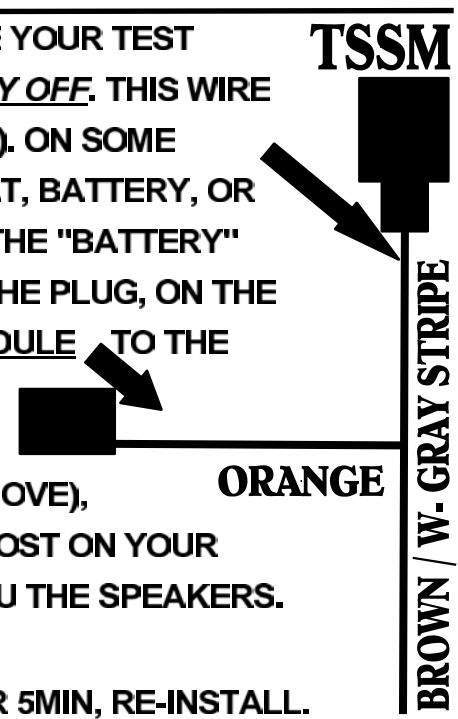 E YOUR TEST
Y OFF. THIS WIRE
). ON SOME
T, BATTERY, OR
THE "BATTERY"
HE PLUG, ON THE
DULE TO THE
OVE),
OST ON YOUR
U THE SPEAKERS.
R 5MIN, RE-INSTALL.
TSSM
ORANGE
BROWN / W- GRAY STRIPE